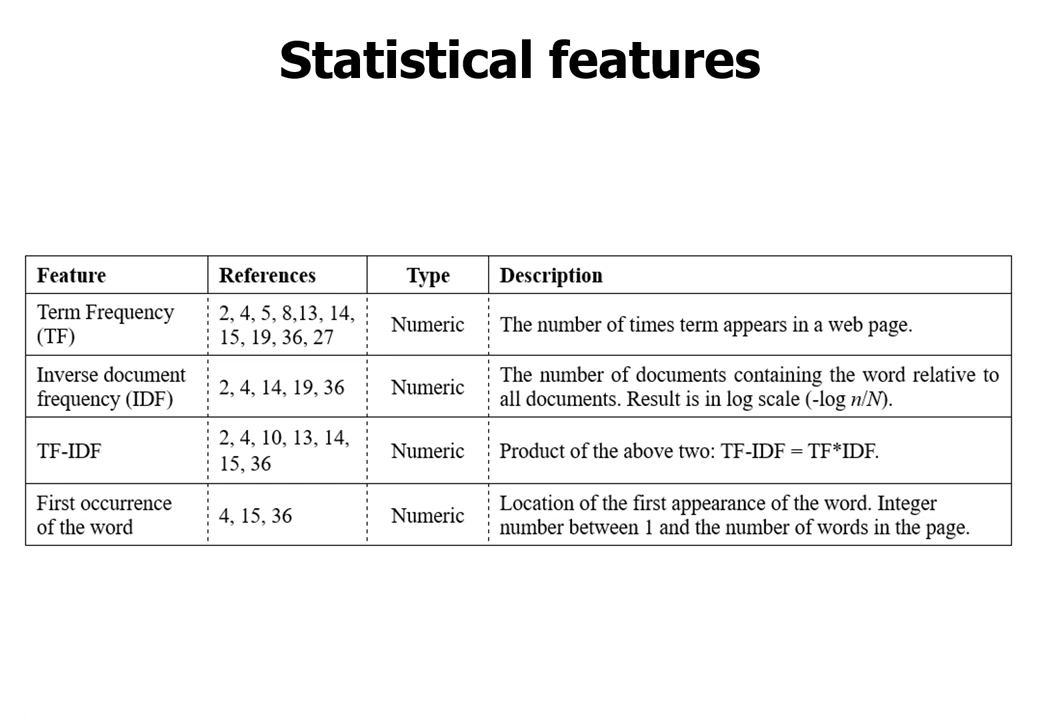 Statistical features
Feature References Type Description
Term Frequency
(TF)
2, 4, 5, 8,13, 14,
15, 19, 36, 27
Numeric
The number of times term appears in a web page.
Inverse document
frequency (IDF)
2, 4, 14, 19, 36
Numeric
The number of documents containing the word relative to
all documents. Result is in log scale (-log n/N).
TF-IDF
2, 4, 10, 13, 14,
15, 36
Numeric
Product of the above two: TF-IDF = TF*IDF.
First occurrence
of the word
4, 15, 36
Numeric
Location of the first appearance of the word. Integer
number between 1 and the number of words in the page.